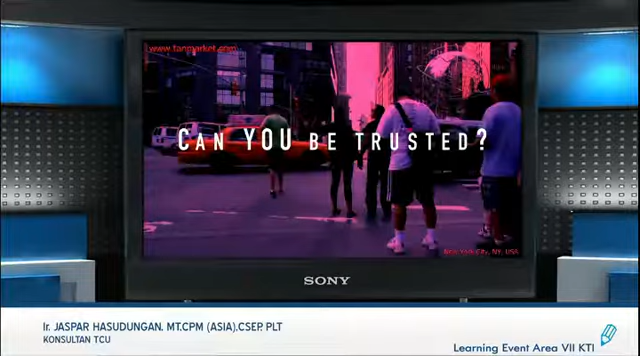 www.tanmarket.com
CAN YOU BE TRUSTED?
New York City, NY, USA
SONY
Ir. JASPAR HASUDUNGAN. MT.CPM (ASIA).CSEP. PLT
KONSULTAN TCU
Learning Event Area VII KTI